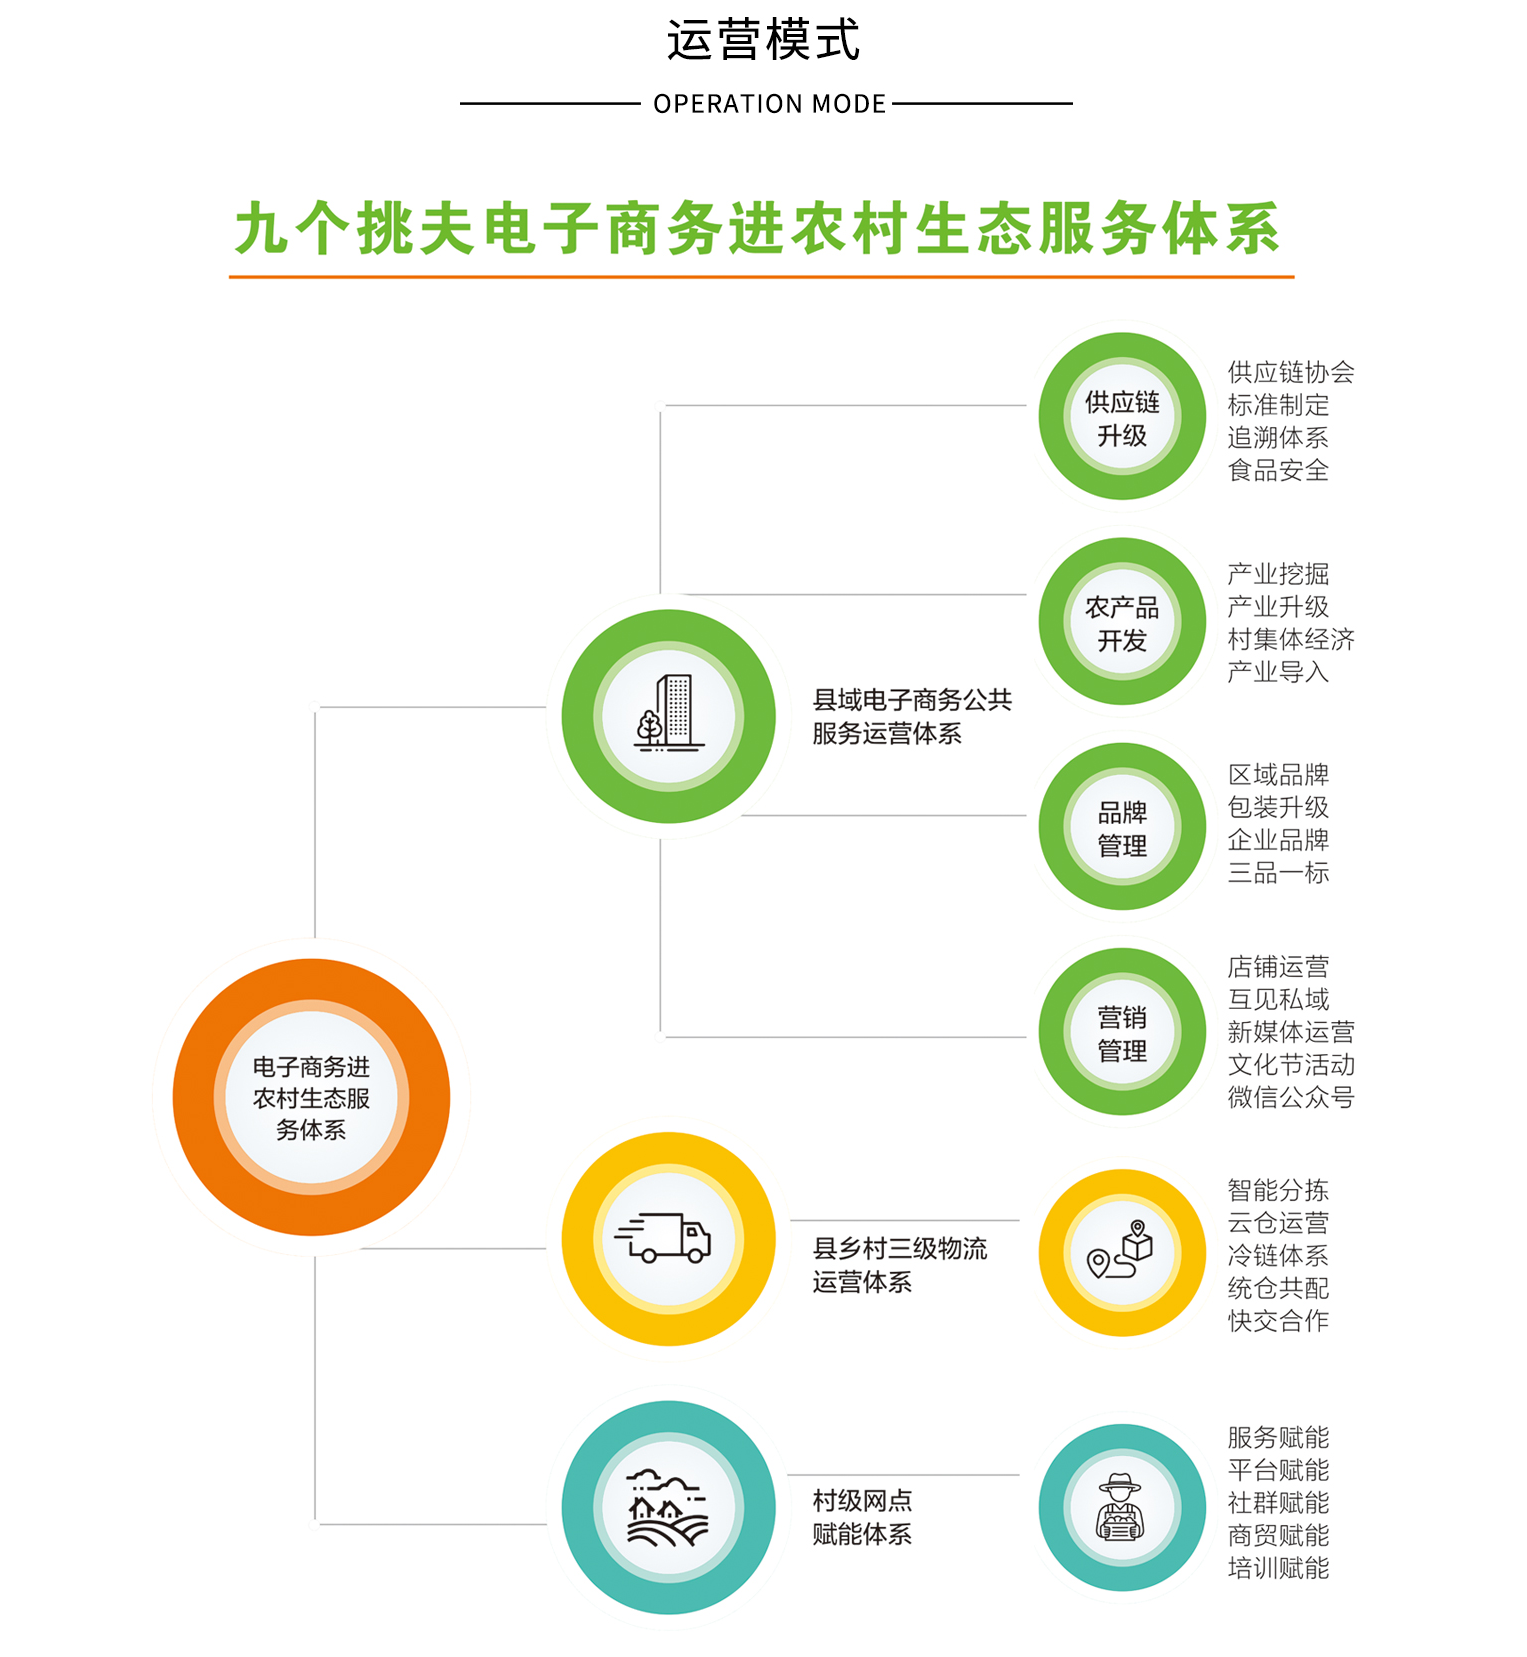 运营模式
OPERATION MODE
九个挑夫电子商务进农村生态服务体系
供应链
升级
供应链协会
标准制定
追溯体系
食品安全
农产品
开发
产业挖掘
产业升级
村集体经济
产业导入
县域电子商务公共
服务运营体系
品牌
管理
区域品牌
包装升级
企业品牌
三品一标
营销
管理
店铺运营
互见私域
新媒体运营
文化节活动
微信公众号
电子商务进
农村生态服
务体系
县乡村三级物流
运营体系
智能分拣
云仓运营
冷链体系
统仓共配
快交合作
村级网点
赋能体系
服务赋能
平台赋能
社群赋能
商贸赋能
培训赋能